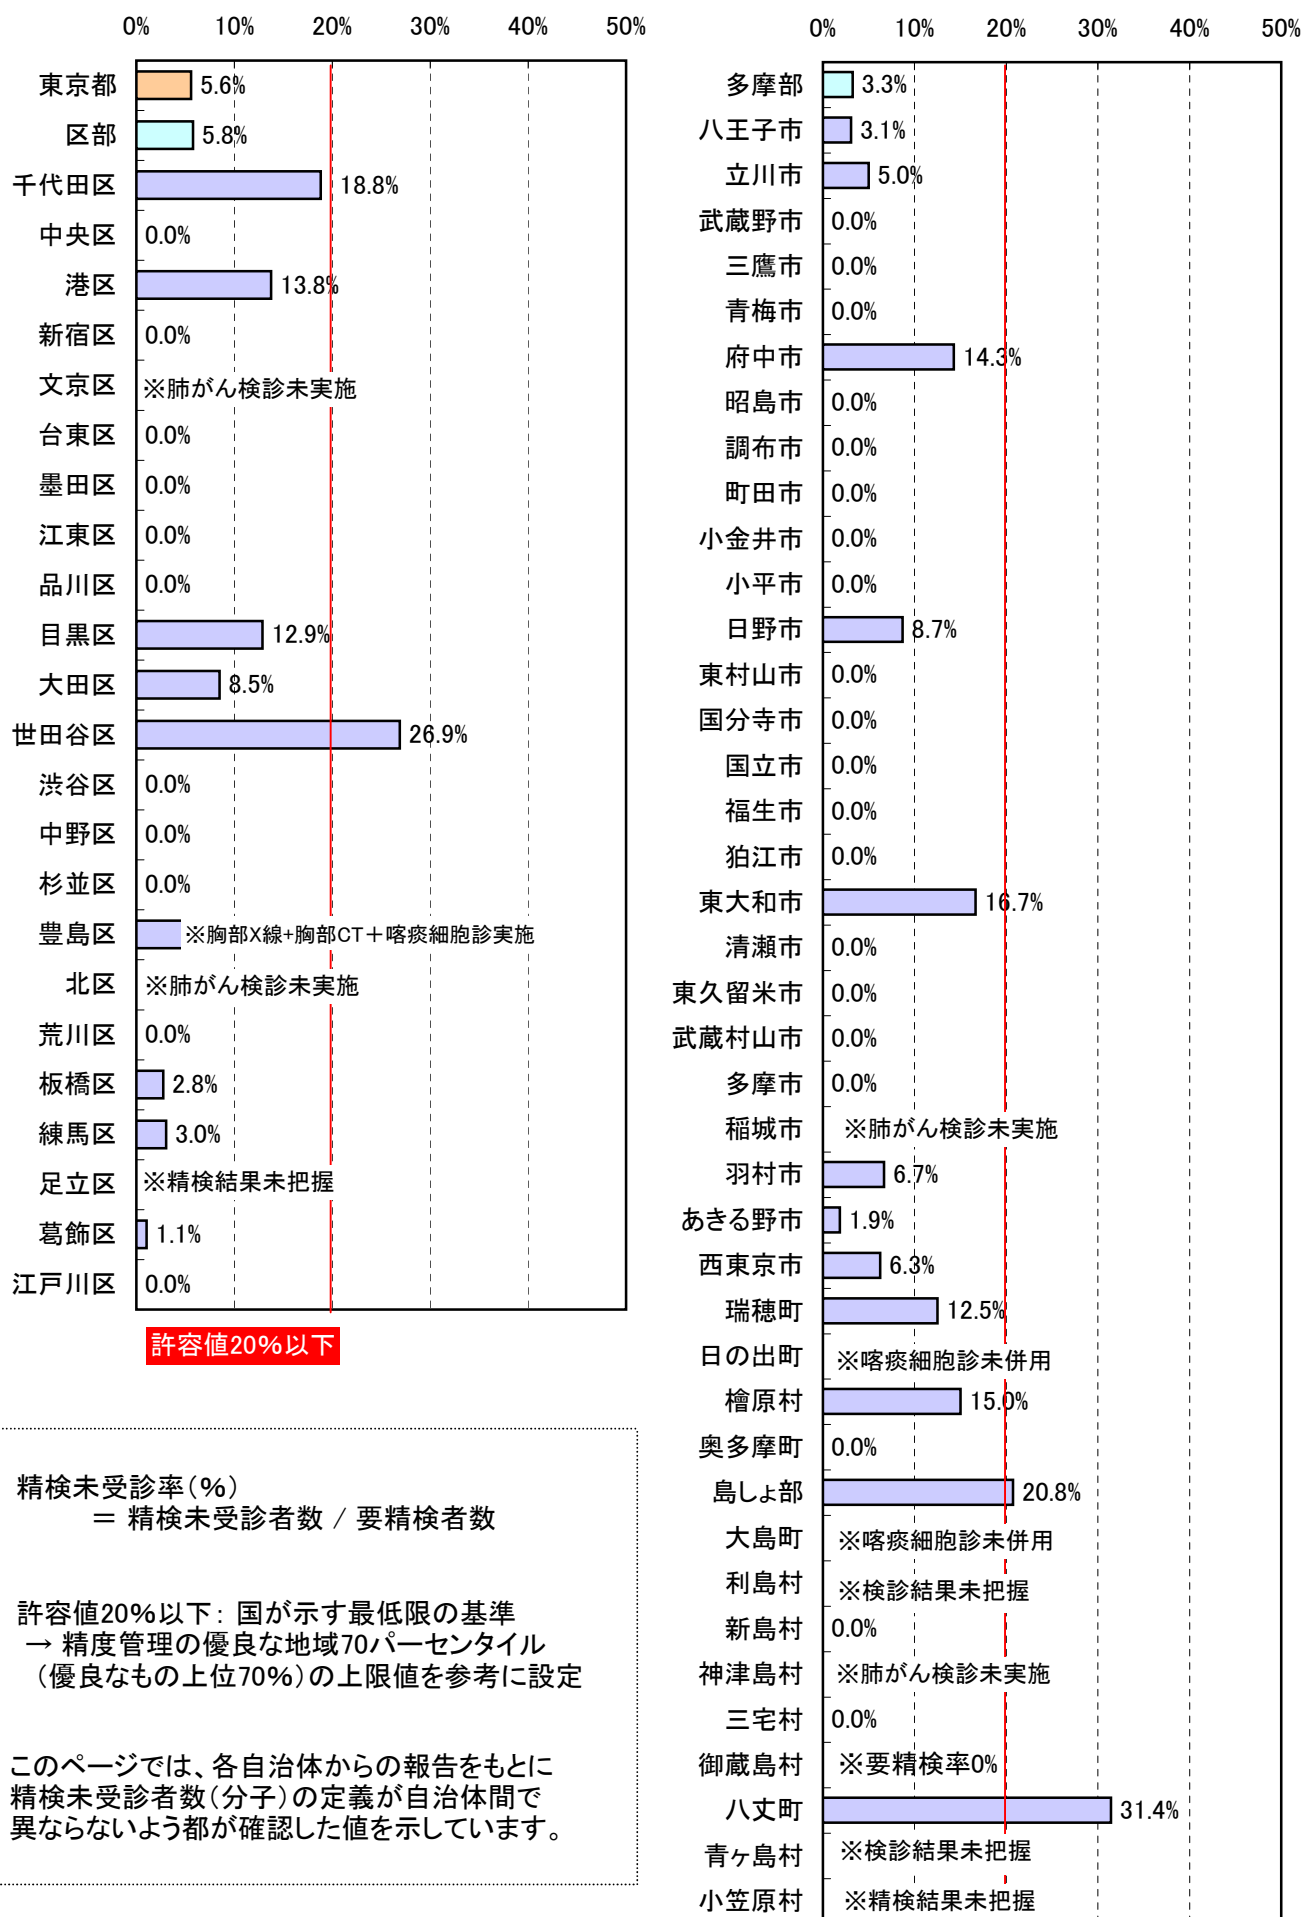 0% 10% 20% 30% 40% 50%
東京都 5.6%
区部 5.8%
千代田区 18.8%
中央区 0.0%
港区 13.8%
新宿区 0.0%
文京区 ※肺がん検診未実施
台東区 0.0%
墨田区 0.0%
江東区 0.0%
品川区 0.0%
目黒区 12.9%
大田区 8.5%
世田谷区 26.9%
渋谷区 0.0%
中野区 0.0%
杉並区 0.0%
豊島区 ※胸部X線+胸部CT＋喀痰細胞診実施
北区 ※肺がん検診未実施
荒川区 0.0%
板橋区 2.8%
練馬区 3.0%
足立区 ※精検結果未把握
葛飾区 1.1%
江戸川区 0.0%
許容値20%以下
精検未受診率（%）
＝ 精検未受診者数 / 要精検者数
許容値20%以下： 国が示す最低限の基準
→ 精度管理の優良な地域70パーセンタイル
（優良なもの上位70%）の上限値を参考に設定
このページでは、各自治体からの報告をもとに
精検未受診者数（分子）の定義が自治体間で
異ならないよう都が確認した値を示しています。
0% 10% 20% 30% 40% 50%
多摩部 3.3%
八王子市 3.1%
立川市 5.0%
武蔵野市 0.0%
三鷹市 0.0%
青梅市 0.0%
府中市 14.3%
昭島市 0.0%
調布市 0.0%
町田市 0.0%
小金井市 0.0%
小平市 0.0%
日野市 8.7%
東村山市 0.0%
国分寺市 0.0%
国立市 0.0%
福生市 0.0%
狛江市 0.0%
東大和市 16.7%
清瀬市 0.0%
東久留米市 0.0%
武蔵村山市 0.0%
多摩市 0.0%
稲城市 ※肺がん検診未実施
羽村市 6.7%
あきる野市 1.9%
西東京市 6.3%
瑞穂町 12.5%
日の出町 ※喀痰細胞診未併用
檜原村 15.0%
奥多摩町 0.0%
島しょ部 20.8%
大島町 ※喀痰細胞診未併用
利島村 ※検診結果未把握
新島村 0.0%
神津島村 ※肺がん検診未実施
三宅村 0.0%
御蔵島村 ※要精検率0%
八丈町 31.4%
青ヶ島村 ※検診結果未把握
小笠原村 ※精検結果未把握